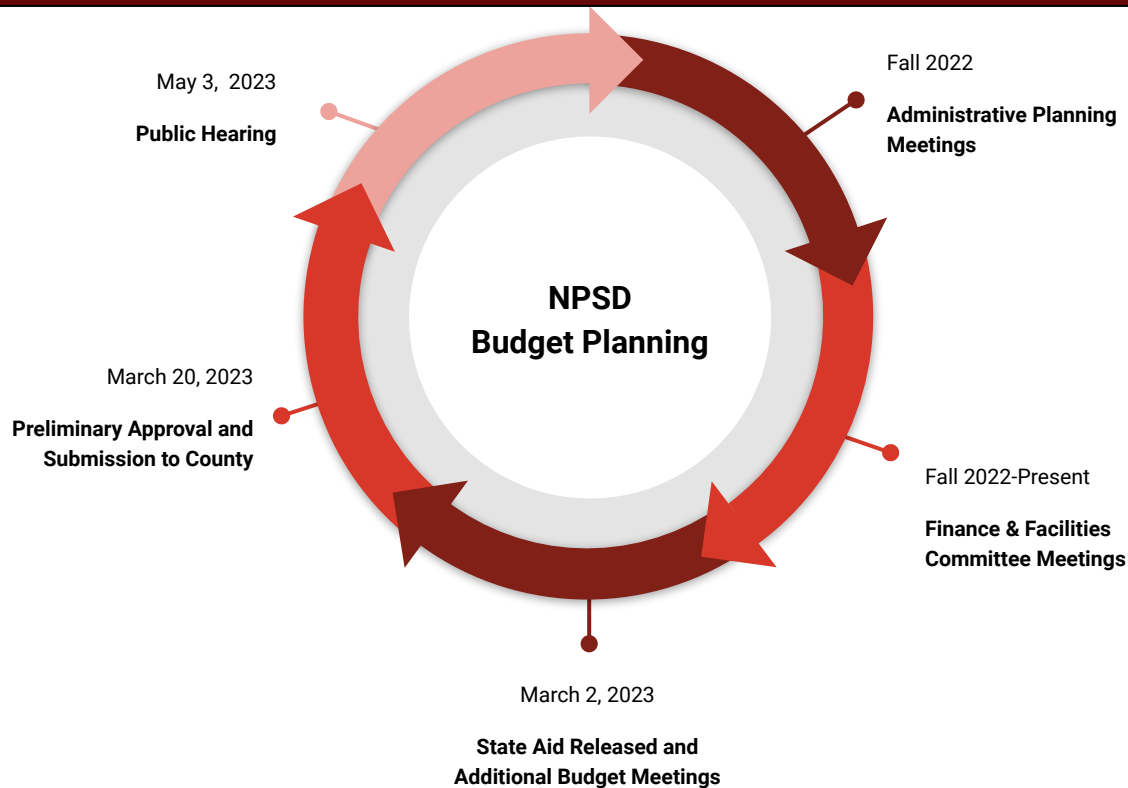 NPSD
Budget Planning
Fall 2022
Administrative Planning
Meetings
Fall 2022-Present
Finance & Facilities
Committee Meetings
March 2, 2023
State Aid Released and
Additional Budget Meetings
March 20, 2023
Preliminary Approval and
Submission to County
May 3, 2023
Public Hearing